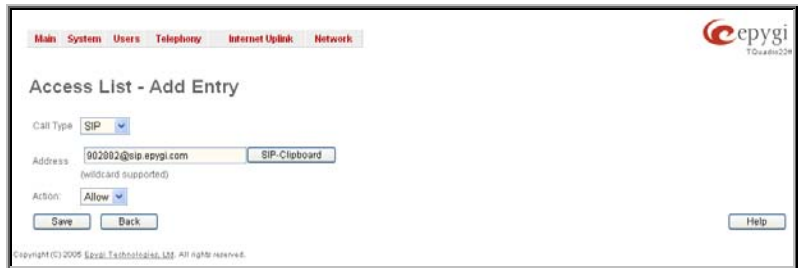 Main System Users Telephony Internet Uplink Network
epygi
Access List - Add Entry
Call Type SIP
Address 902002@sip.epygi.com SIP-Clipboard
(wildcard supported)
Action: Allow
Save Back Help
Copyright (C) 2005 Epygi Technologies, Ltd. All rights reserved.